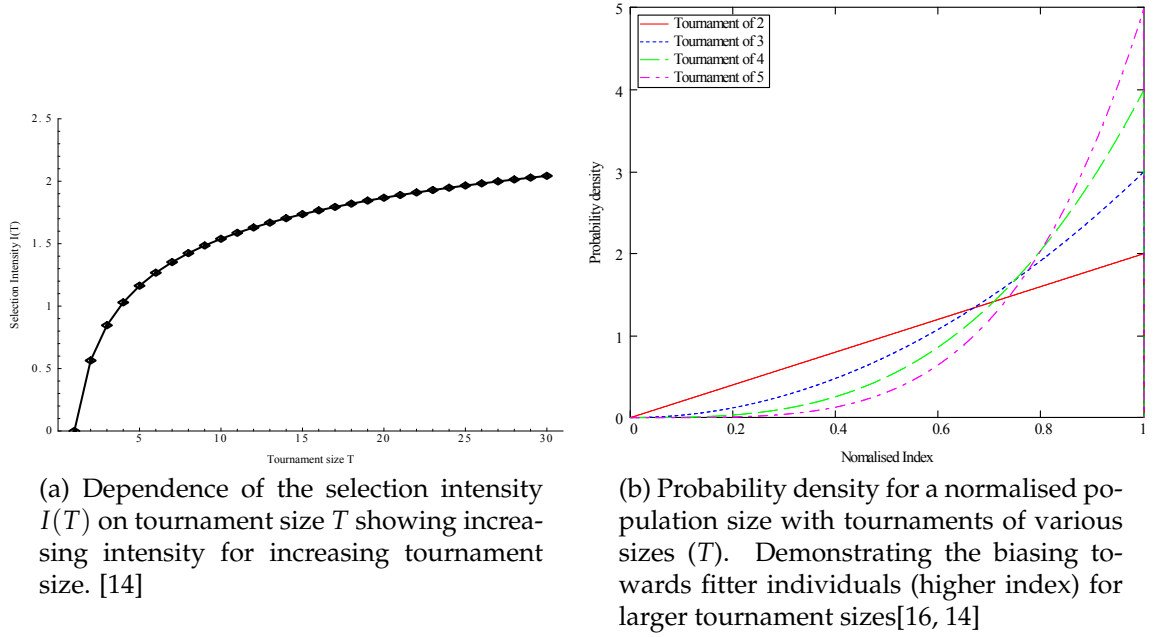 2.5
2
1.5
1
0.5
0
5
10
15
20
25
30
Selection Intensity I(T)
Tournament size T
(a) Dependence of the selection intensity
I(T) on tournament size T showing increa-
sing intensity for increasing tournament
size. [14]
Tournament of 2
Tournament of 3
Tournament of 4
Tournament of 5
5
4
3
2
1
0
0
0.2
0.4
0.6
0.8
1
Probability density
Nomalised Index
(b) Probability density for a normalised po-
pulation size with tournaments of various
sizes (T). Demonstrating the biasing to-
wards fitter individuals (higher index) for
larger tournament sizes[16, 14]